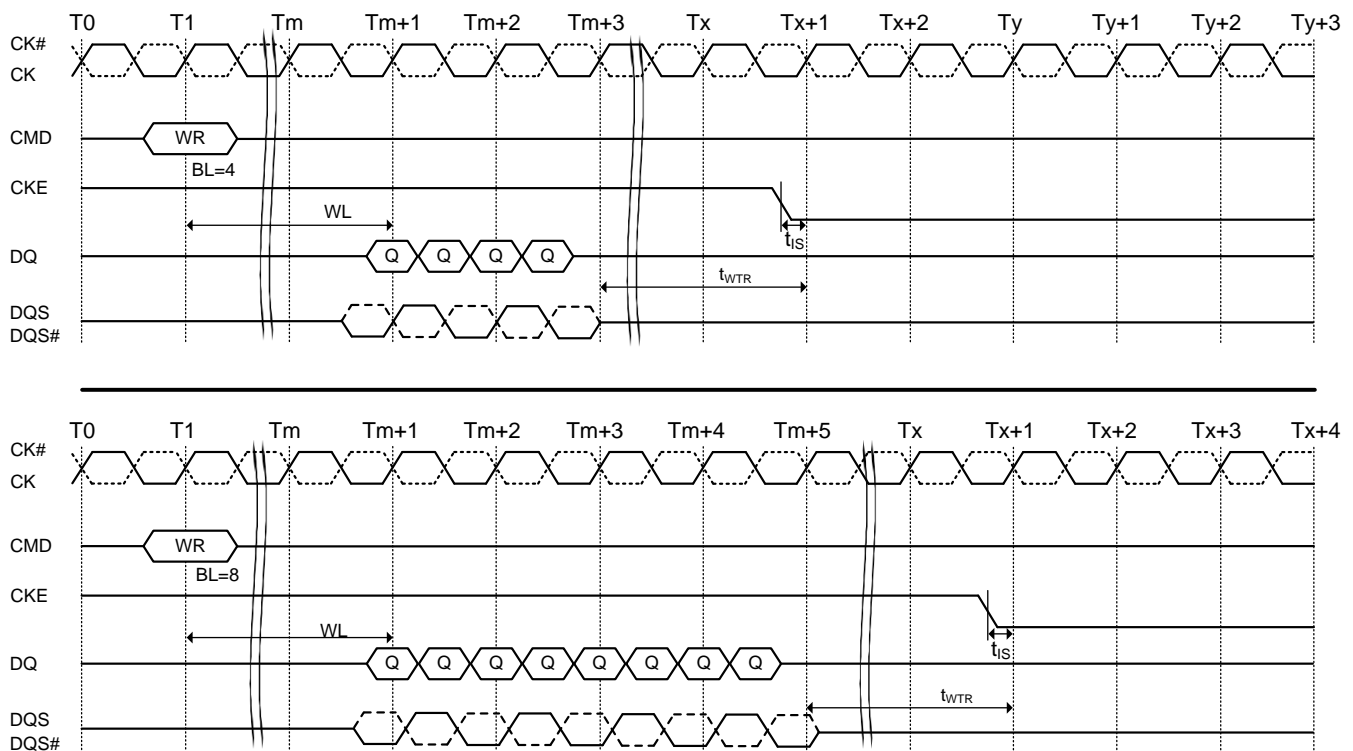 T0 T1 Tm Tm+1 Tm+2 Tm+3 Tx Tx+1 Tx+2 Ty Ty+1 Ty+2 Ty+3
CK#
CK
CMD WR
BL=4
CKE
WL
tIS
DQ Q Q Q Q
tWTR
DQS
DQS#
T0 T1 Tm Tm+1 Tm+2 Tm+3 Tm+4 Tm+5 Tx Tx+1 Tx+2 Tx+3 Tx+4
CK#
CK
CMD WR
BL=8
CKE
WL
tIS
DQ Q Q Q Q Q Q Q Q
tWTR
DQS
DQS#